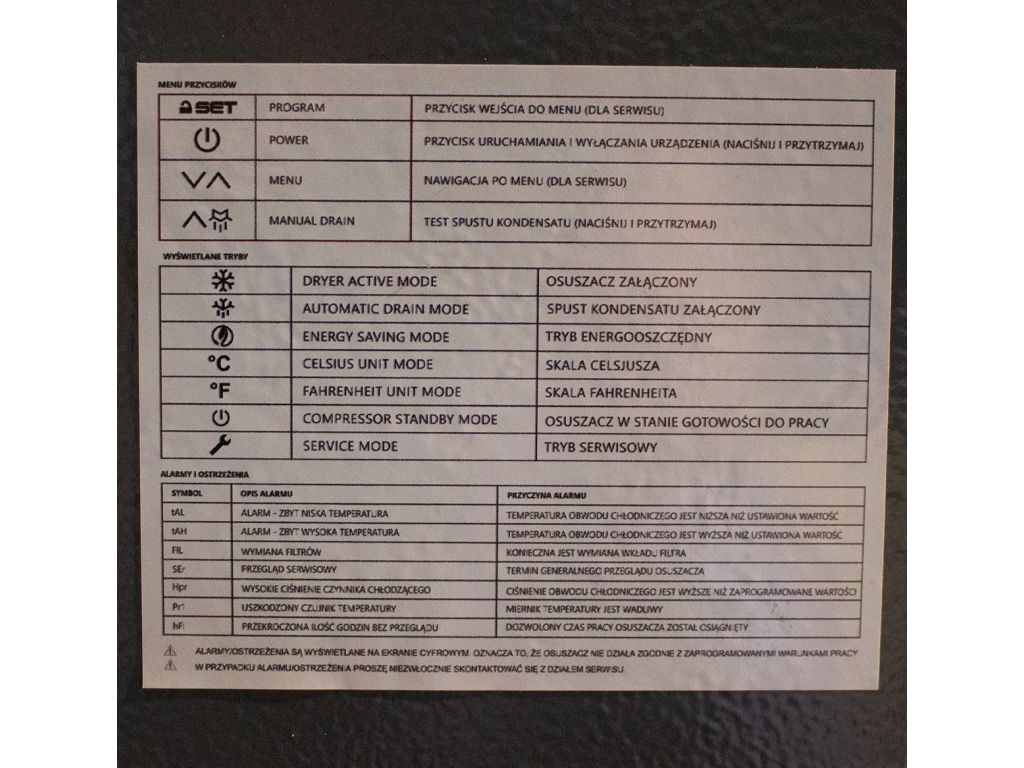 MENU PRZYCISKÓW
SET PROGRAM PRZYCISK WEJŚCIA DO MENU (DLA SERWISU)
POWER PRZYCISK URUCHAMIANIA I WYŁĄCZANIA URZĄDZENIA (NACIŚNIJ I PRZYTRZYMAJ)
MENU NAWIGACJA PO MENU (DLA SERWISU)
MANUAL DRAIN TEST SPUSTU KONDENSATU (NACIŚNIJ I PRZYTRZYMAJ)
WYŚWIETLANE TRYBY
DRYER ACTIVE MODE OSUSZACZ ZAŁĄCZONY
AUTOMATIC DRAIN MODE SPUST KONDENSATU ZAŁĄCZONY
ENERGY SAVING MODE TRYB ENERGOOSZCZĘDNY
°C CELSIUS UNIT MODE SKALA CELSJUSZA
°F FAHRENHEIT UNIT MODE SKALA FAHRENHEITA
COMPRESSOR STANDBY MODE OSUSZACZ W STANIE GOTOWOŚCI DO PRACY
SERVICE MODE TRYB SERWISOWY
ALARMY I OSTRZEŻENIA
SYMBOL OPIS ALARMU PRZYCZYNA ALARMU
tAL ALARM - ZBYT NISKA TEMPERATURA TEMPERATURA OBWODU CHŁODNICZEGO JEST NIŻSZA NIŻ USTAWIONA WARTOŚĆ
tAH ALARM - ZBYT WYSOKA TEMPERATURA TEMPERATURA OBWODU CHŁODNICZEGO JEST WYŻSZA NIŻ USTAWIONA WARTOŚĆ
FIL WYMIANA FILTRÓW KONIECZNA JEST WYMIANA WKŁADU FILTRA
SEr PRZEGLĄD SERWISOWY TERMIN GENERALNEGO PRZEGLĄDU OSUSZACZA
Hpr WYSOKIE CIŚNIENIE CZYNNIKA CHŁODZĄCEGO CIŚNIENIE OBWODU CHŁODNICZEGO JEST WYŻSZE NIŻ ZAPROGRAMOWANE WARTOŚCI
Pr1 USZKODZONY CZUJNIK TEMPERATURY MIERNIK TEMPERATURY JEST WADLIWY
PRZEKROCZONA ILOŚĆ GODZIN BEZ PRZEGLĄDU DOZWOLONY CZAS PRACY OSUSZACZA ZOSTAŁ OSIĄGNIĘTY
ALARMY/OSTRZEŻENIA SĄ WYŚWIETLANE NA EKRANIE CYFROWYM. OZNACZA TO, ŻE OSUSZACZ NIE DZIAŁA ZGODNIE Z ZAPROGRAMOWANYMI WARUNKAMI PRACY
W PRZYPADKU ALARMU/OSTRZEŻENIA PROSZĘ NIEZWŁOCZNIE SKONTAKTOWAĆ SIĘ Z DZIAŁEM SERWISU.